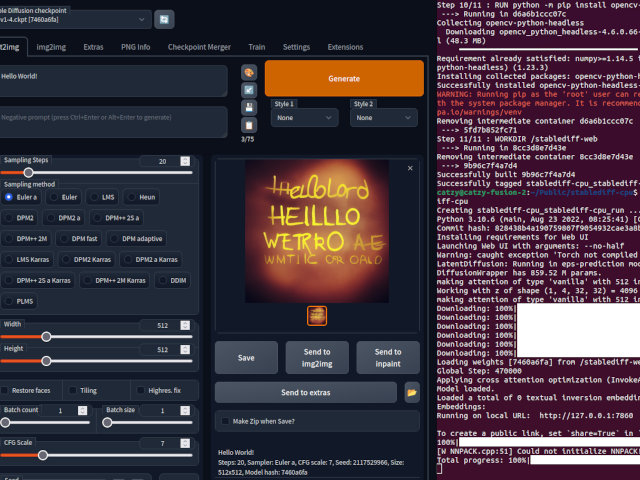 ble Diffusion checkpoint
v1-4.ckpt [7460a6fa]
t2img img2img Extras PNG Info Checkpoint Merger Train Settings Extensions
Hello World!
Negative prompt (press Ctrl+Enter or Alt+Enter to generate)
3/75
Generate
Style 1
None
Style 2
None
Sampling Steps
20
Sampling method
Euler a Euler LMS Heun
DPM2 DPM2 a DPM++ 2S a
DPM++ 2M DPM fast DPM adaptive
LMS Karras DPM2 Karras DPM2 a Karras
DPM++ 2S a Karras DPM++ 2M Karras DDIM
PLMS
Width
512
Height
512
Restore faces Tiling Highres. fix
Batch count
1
Batch size
1
CFG Scale
7
Seed
HEILLLO
WETRRO AE
Save
Send to img2img
Send to inpaint
Send to extras
Make Zip when Save?
Hello World!
Steps: 20, Sampler: Euler a, CFG scale: 7, Seed: 2117529966, Size:
512x512, Model hash: 7460a6fa
Step 10/11 : RUN python -m pip install opencv-
---> Running in d6a6b1ccc07c
Collecting opencv-python-headless
Downloading opencv_python_headless-4.6.0.66-
l (48.3 MB)
Requirement already satisfied: numpy>=1.14.5 i
python-headless) (1.23.3)
Installing collected packages: opencv-python-h
Successfully installed opencv-python-headless-
WARNING: Running pip as the 'root' user can re
th the system package manager. It is recommend
pa.io/warnings/venv
Removing intermediate container d6a6b1ccc07c
---> 5fd7b852fc71
Step 11/11 : WORKDIR /stablediff-web
---> Running in 8cc3d8e7d43e
Removing intermediate container 8cc3d8e7d43e
---> 9b96c7f4a7d4
Successfully built 9b96c7f4a7d4
Successfully tagged stablediff-cpu_stablediff-
catzy@catzy-fusion-2:~/Public/stablediff-cpu$
iff-cpu
Creating stablediff-cpu_stablediff-cpu_run ...
Python 3.10.6 (main, Aug 23 2022, 08:25:41) [G
Commit hash: 828438b4a190759807f9054932cae3a8b
Installing requirements for Web UI
Launching Web UI with arguments: --no-half
Warning: caught exception 'Torch not compiled
LatentDiffusion: Running in eps-prediction mod
DiffusionWrapper has 859.52 M params.
making attention of type 'vanilla' with 512 in
Working with z of shape (1, 4, 32, 32) = 4096
making attention of type 'vanilla' with 512 in
Downloading: 100%|
Downloading: 100%|
Downloading: 100%|
Downloading: 100%|
Downloading: 100%|
Downloading: 100%|
Loading weights [7460a6fa] from /stablediff-we
Global Step: 470000
Applying cross attention optimization (InvokeA
Model loaded.
Loaded a total of 0 textual inversion embeddin
Embeddings:
Running on local URL: http://127.0.0.1:7860
To create a public link, set `share=True` in `
100%|
[W NNPACK.cpp:51] Could not initialize NNPACK!
Total progress: 100%|